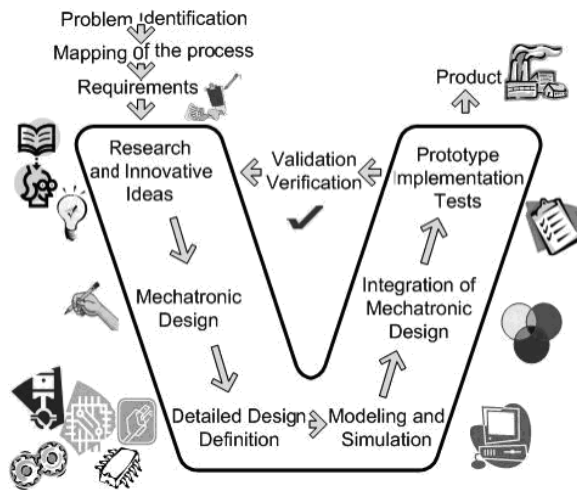 Problem Identification
Mapping of the process
Requirements
Research
and Innovative
Ideas
Mechatronic
Design
Detailed Design
Definition
Modeling and
Simulation
Integration of
Mechatronic
Design
Prototype
Implementation
Tests
Validation
Verification
Product